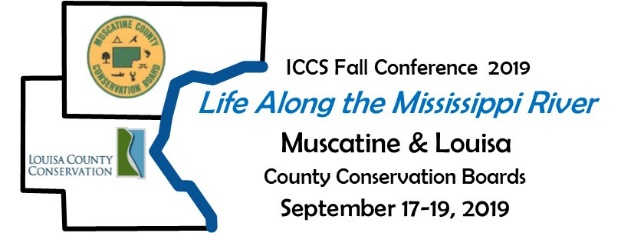 MUSCATINE COUNTY
CONSERVATION BOARD
LOUISA COUNTY
CONSERVATION
ICCS Fall Conference 2019
Life Along the Mississippi River
Muscatine & Louisa
County Conservation Boards
September 17-19, 2019